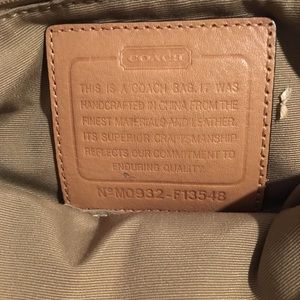 COACH
THIS IS A COACH BAG. IT WAS
HANDCRAFTED IN CHINA FROM THE
FINEST MATERIALS AND LEATHER.
ITS SUPERIOR CRAFTSMANSHIP
REFLECTS OUR COMMITMENT TO
ENDURING QUALITY.
Nº M0932-F13548